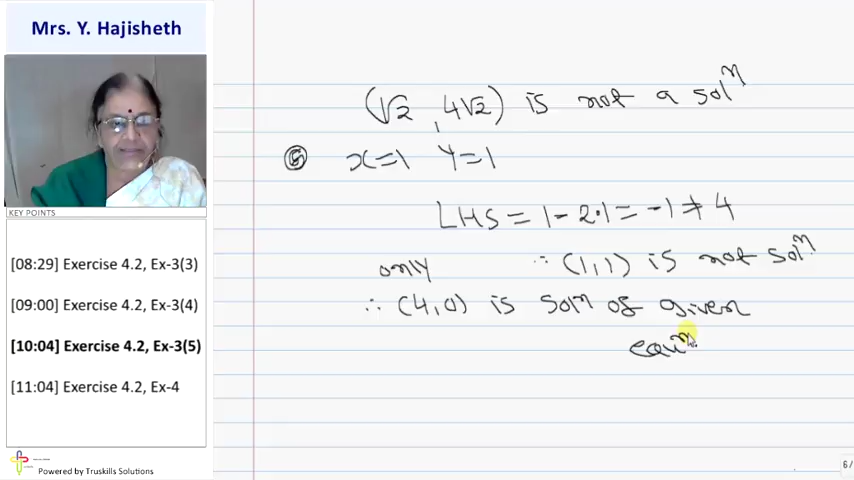 Mrs. Y. Hajisheth
KEY POINTS
[08:29] Exercise 4.2, Ex-3(3)
[09:00] Exercise 4.2, Ex-3(4)
[10:04] Exercise 4.2, Ex-3(5)
[11:04] Exercise 4.2, Ex-4
Powered by Truskills Solutions
(√2, 4√2) is not a solⁿ
⑤ x=1 y=1
LHS = 1 - 2·1 = -1 ≠ 4
only ∴ (1,1) is not solⁿ
∴ (4,0) is solⁿ of given
equⁿ
6/